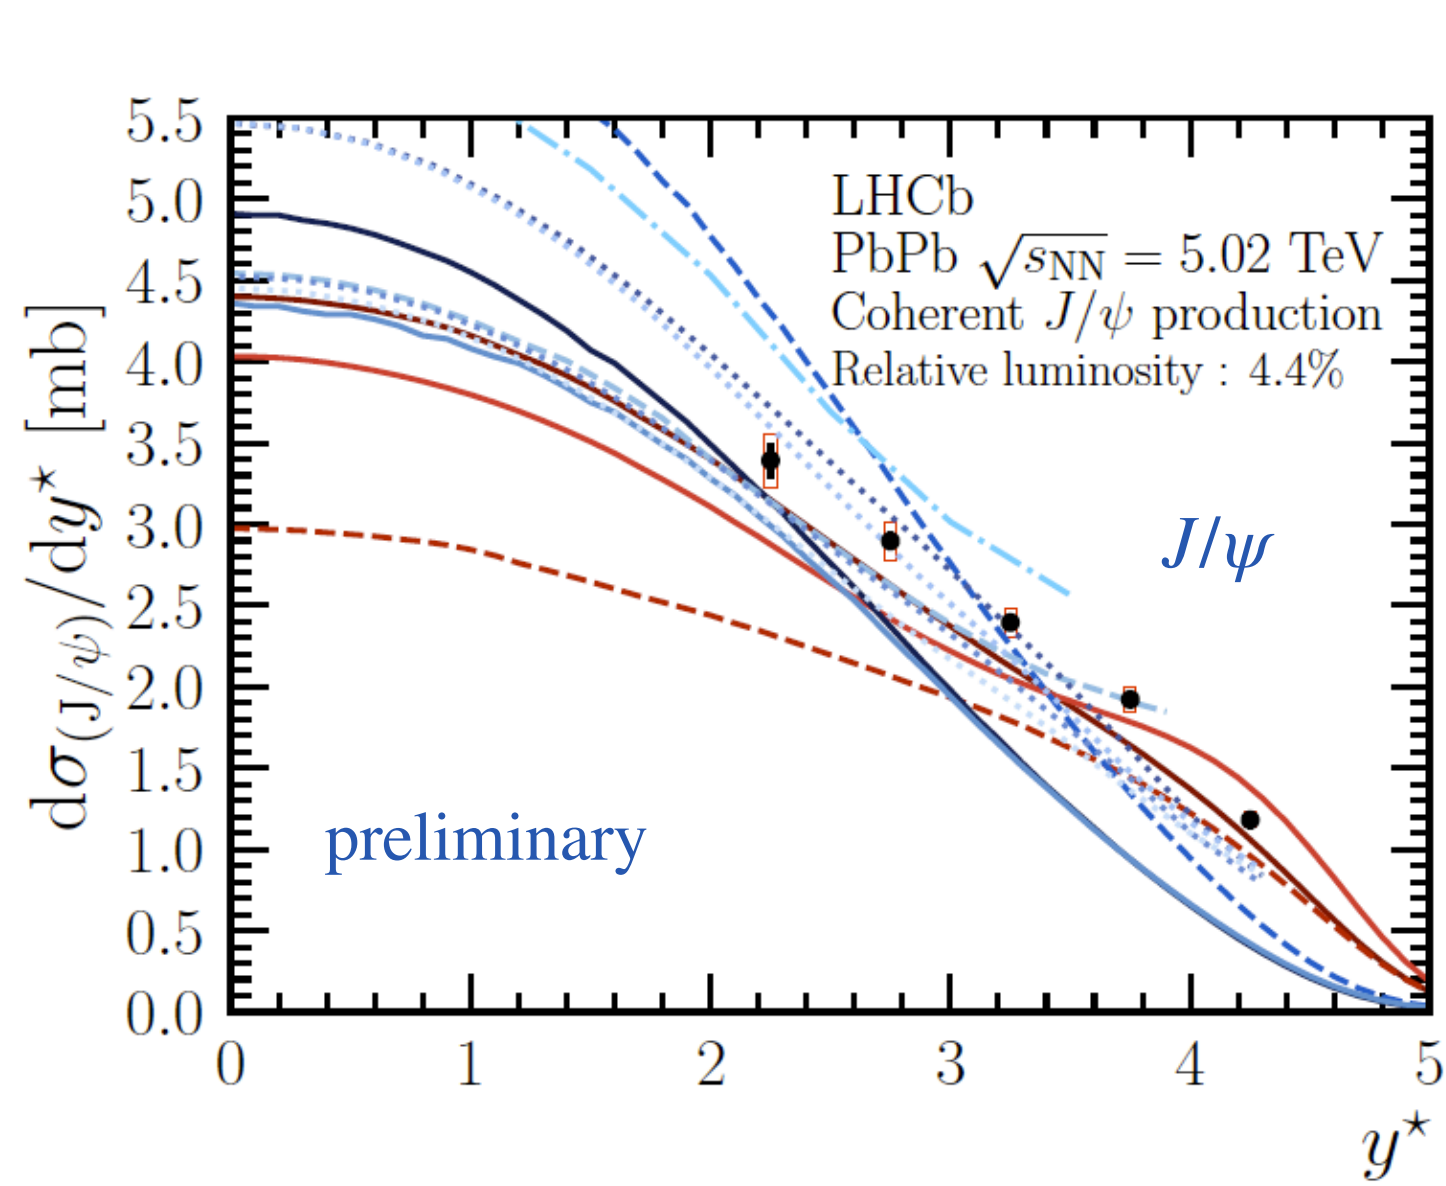 5.5
5.0
4.5
4.0
3.5
3.0
2.5
2.0
1.5
1.0
0.5
0.0
dσ(J/ψ)/dy⋆ [mb]
LHCb
PbPb √sNN = 5.02 TeV
Coherent J/ψ production
Relative luminosity : 4.4%
J/ψ
preliminary
0 1 2 3 4 5
y⋆